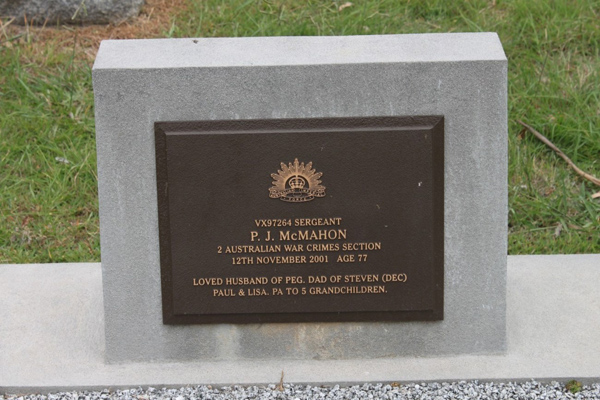 VX97264 SERGEANT
P. J. McMAHON
2 AUSTRALIAN WAR CRIMES SECTION
12TH NOVEMBER 2001 AGE 77
LOVED HUSBAND OF PEG. DAD OF STEVEN (DEC)
PAUL & LISA. PA TO 5 GRANDCHILDREN.